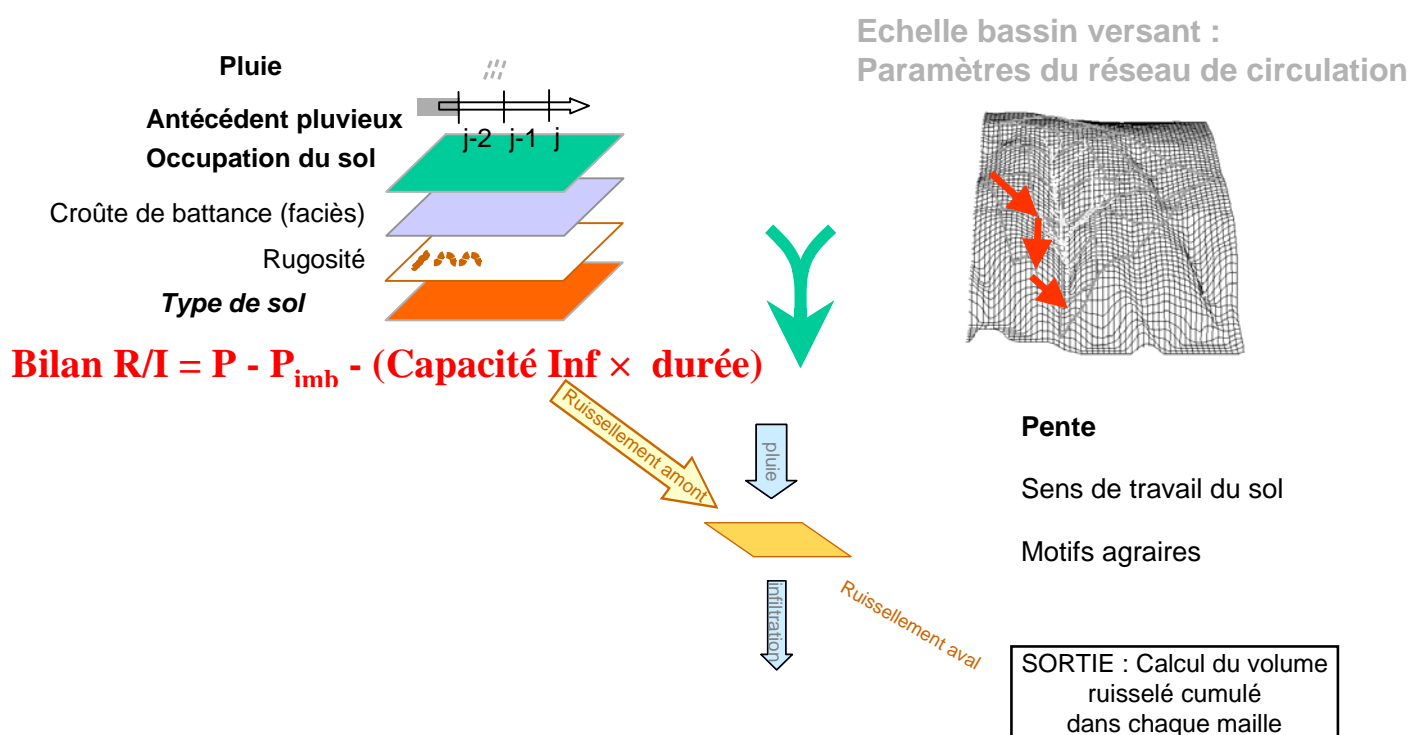 Echelle bassin versant :
Paramètres du réseau de circulation
Pluie
Antécédent pluvieux
j-2 j-1 j
Occupation du sol
Croûte de battance (faciès)
Rugosité
Type de sol
Bilan R/I = P - Pimb - (Capacité Inf × durée)
Ruissellement amont
pluie
infiltration
Ruissellement aval
Pente
Sens de travail du sol
Motifs agraires
SORTIE : Calcul du volume
ruisselé cumulé
dans chaque maille